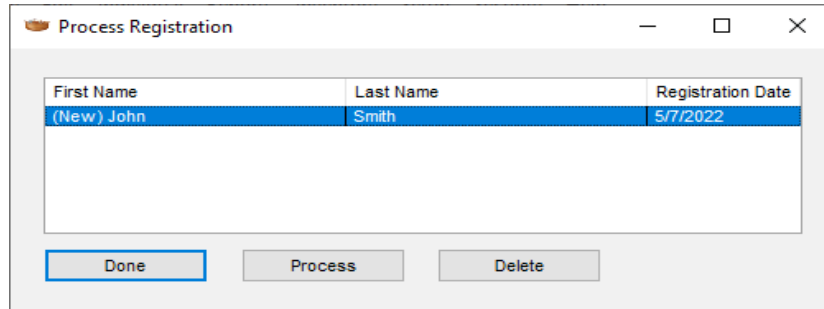 Process Registration
First Name Last Name Registration Date
(New) John Smith 5/7/2022
Done Process Delete